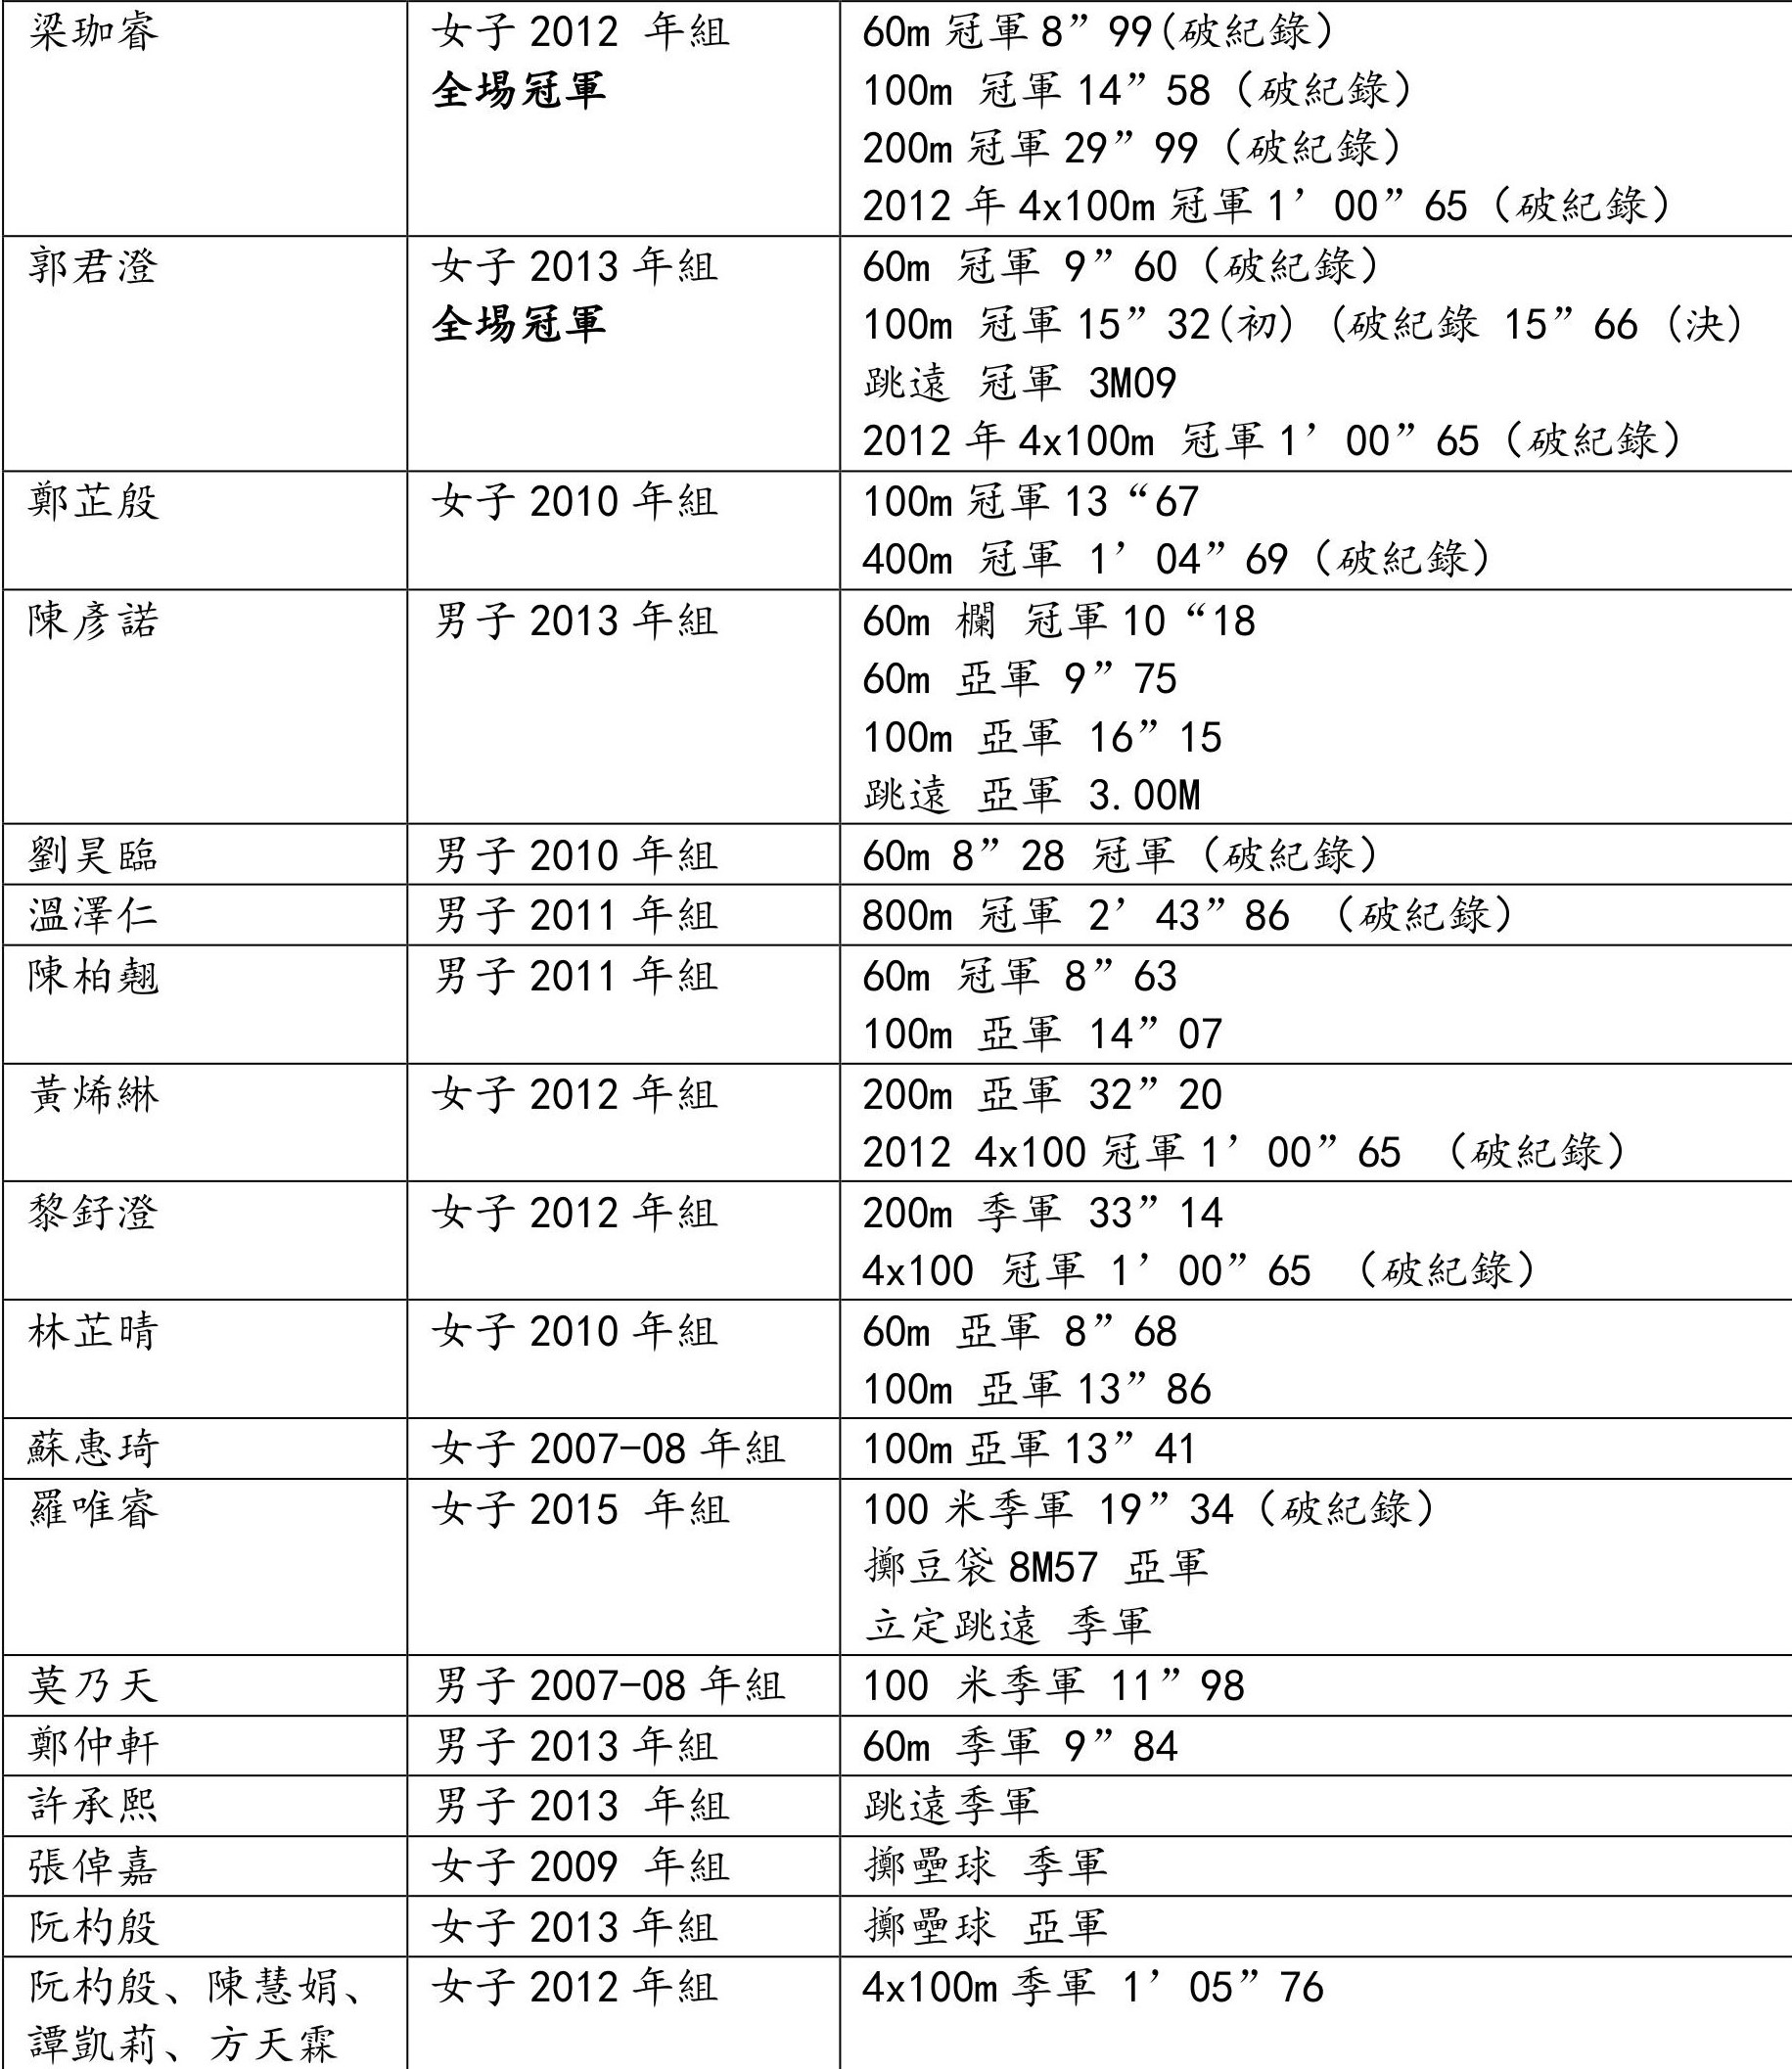 梁珈睿 女子 2012 年組 60m 冠軍 8”99(破紀錄)
全場冠軍 100m 冠軍 14”58 (破紀錄)
200m 冠軍 29”99 (破紀錄)
2012 年 4x100m 冠軍 1’00”65 (破紀錄)
郭君澄 女子 2013 年組 60m 冠軍 9”60 (破紀錄)
全場冠軍 100m 冠軍 15”32(初) (破紀錄 15”66 (決)
跳遠 冠軍 3M09
2012 年 4x100m 冠軍 1’00”65 (破紀錄)
鄭芷殷 女子 2010 年組 100m 冠軍 13“67
400m 冠軍 1’04”69 (破紀錄)
陳彥諾 男子 2013 年組 60m 欄 冠軍 10“18
60m 亞軍 9”75
100m 亞軍 16”15
跳遠 亞軍 3.00M
劉昊臨 男子 2010 年組 60m 8”28 冠軍 (破紀錄)
溫澤仁 男子 2011 年組 800m 冠軍 2’43”86 (破紀錄)
陳柏翹 男子 2011 年組 60m 冠軍 8”63
100m 亞軍 14”07
黃烯綝 女子 2012 年組 200m 亞軍 32”20
2012 4x100 冠軍 1’00”65 (破紀錄)
黎釨澄 女子 2012 年組 200m 季軍 33”14
4x100 冠軍 1’00”65 (破紀錄)
林芷晴 女子 2010 年組 60m 亞軍 8”68
100m 亞軍 13”86
蘇惠琦 女子 2007-08 年組 100m 亞軍 13”41
羅唯睿 女子 2015 年組 100 米季軍 19”34 (破紀錄)
擲豆袋 8M57 亞軍
立定跳遠 季軍
莫乃天 男子 2007-08 年組 100 米季軍 11”98
鄭仲軒 男子 2013 年組 60m 季軍 9”84
許承熙 男子 2013 年組 跳遠季軍
張倬嘉 女子 2009 年組 擲壘球 季軍
阮杓殷 女子 2013 年組 擲壘球 亞軍
阮杓殷、陳慧娟、 女子 2012 年組 4x100m 季軍 1’05”76
譚凱莉、方天霖